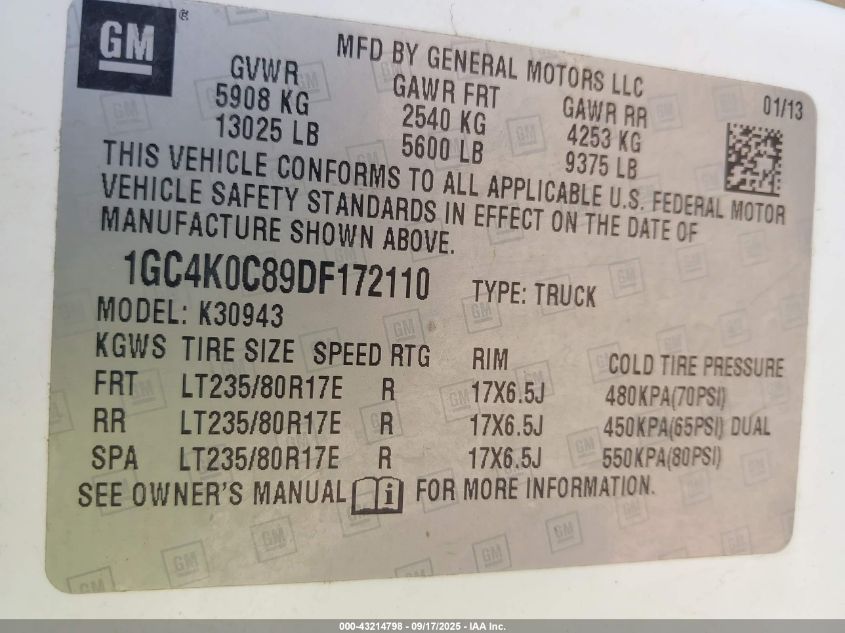 GM
®
MFD BY GENERAL MOTORS LLC
01/13
GVWR GAWR FRT GAWR RR
5908 KG 2540 KG 4253 KG
13025 LB 5600 LB 9375 LB
THIS VEHICLE CONFORMS TO ALL APPLICABLE U.S. FEDERAL MOTOR
VEHICLE SAFETY STANDARDS IN EFFECT ON THE DATE OF
MANUFACTURE SHOWN ABOVE.
1GC4K0C89DF172110 TYPE: TRUCK
MODEL: K30943
KGWS TIRE SIZE SPEED RTG RIM COLD TIRE PRESSURE
FRT LT235/80R17E R 17X6.5J 480KPA(70PSI)
RR LT235/80R17E R 17X6.5J 450KPA(65PSI) DUAL
SPA LT235/80R17E R 17X6.5J 550KPA(80PSI)
SEE OWNER'S MANUAL i FOR MORE INFORMATION.
000-43214798 - 09/17/2025 - IAA Inc.